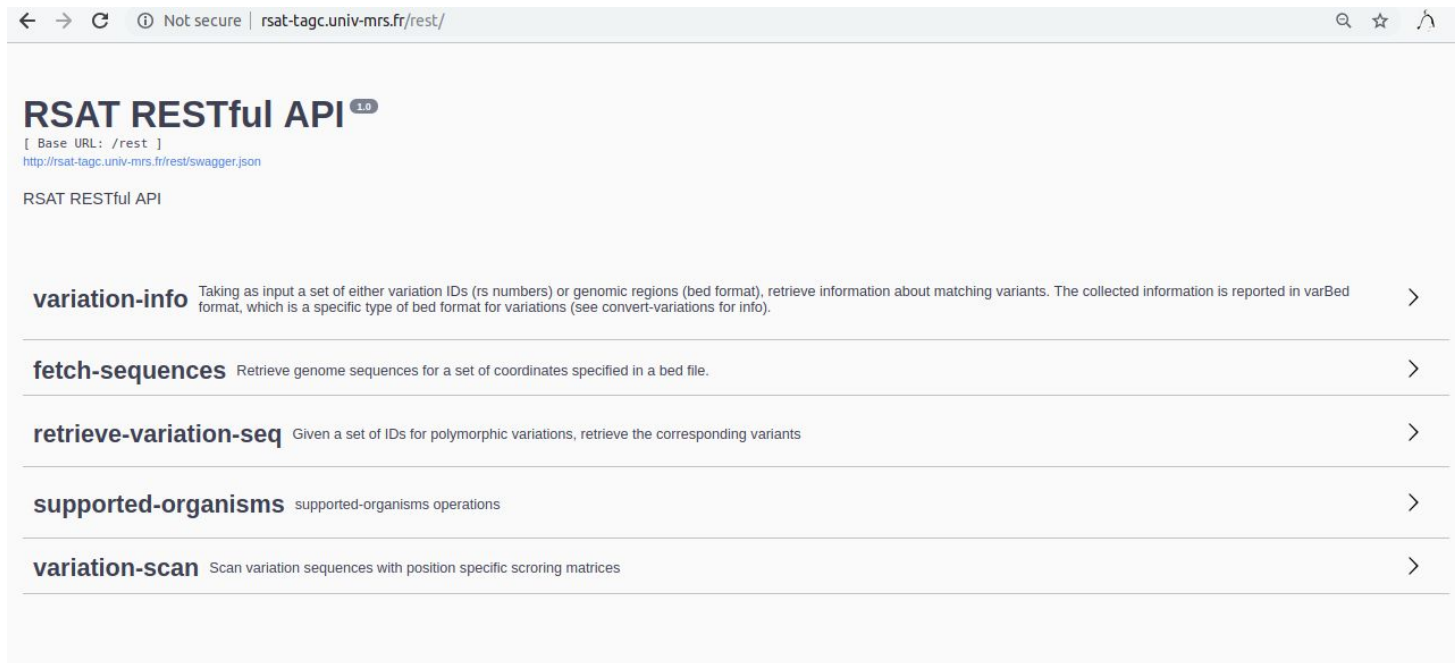 Not secure | rsat-tagc.univ-mrs.fr/rest/
RSAT RESTful API 1.0
[ Base URL: /rest ]
http://rsat-tagc.univ-mrs.fr/rest/swagger.json
RSAT RESTful API
variation-info Taking as input a set of either variation IDs (rs numbers) or genomic regions (bed format), retrieve information about matching variants. The collected information is reported in varBed
format, which is a specific type of bed format for variations (see convert-variations for info).
fetch-sequences Retrieve genome sequences for a set of coordinates specified in a bed file.
retrieve-variation-seq Given a set of IDs for polymorphic variations, retrieve the corresponding variants
supported-organisms supported-organisms operations
variation-scan Scan variation sequences with position specific scroring matrices